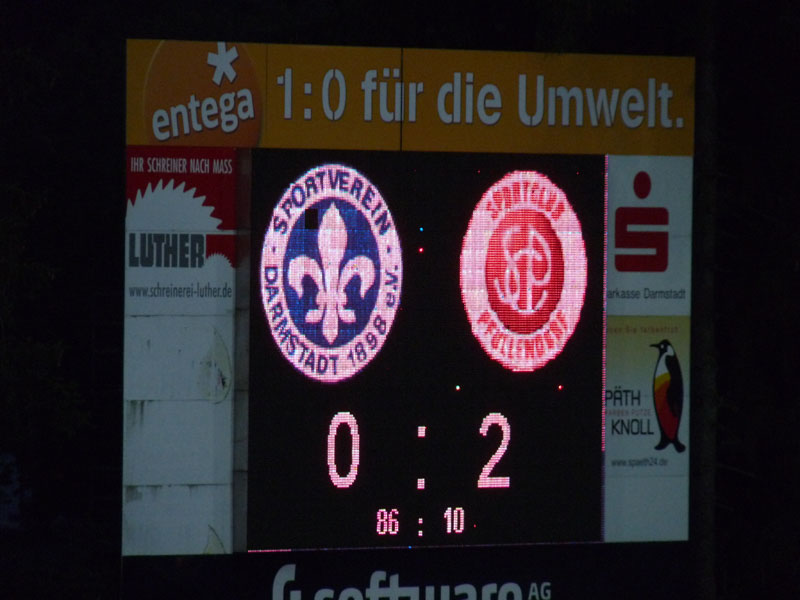 entega
1:0 für die Umwelt.
IHR SCHREINER NACH MASS
LUTHER
www.schreinerei-luther.de
SPORTVEREIN
DARMSTADT 1898 e.V.
SPORTCLUB
PFULLENDORF
SCP
arkasse Darmstadt
PÄTH
KNOLL
www.spaeth24.de
0 : 2
86 : 10
software AG